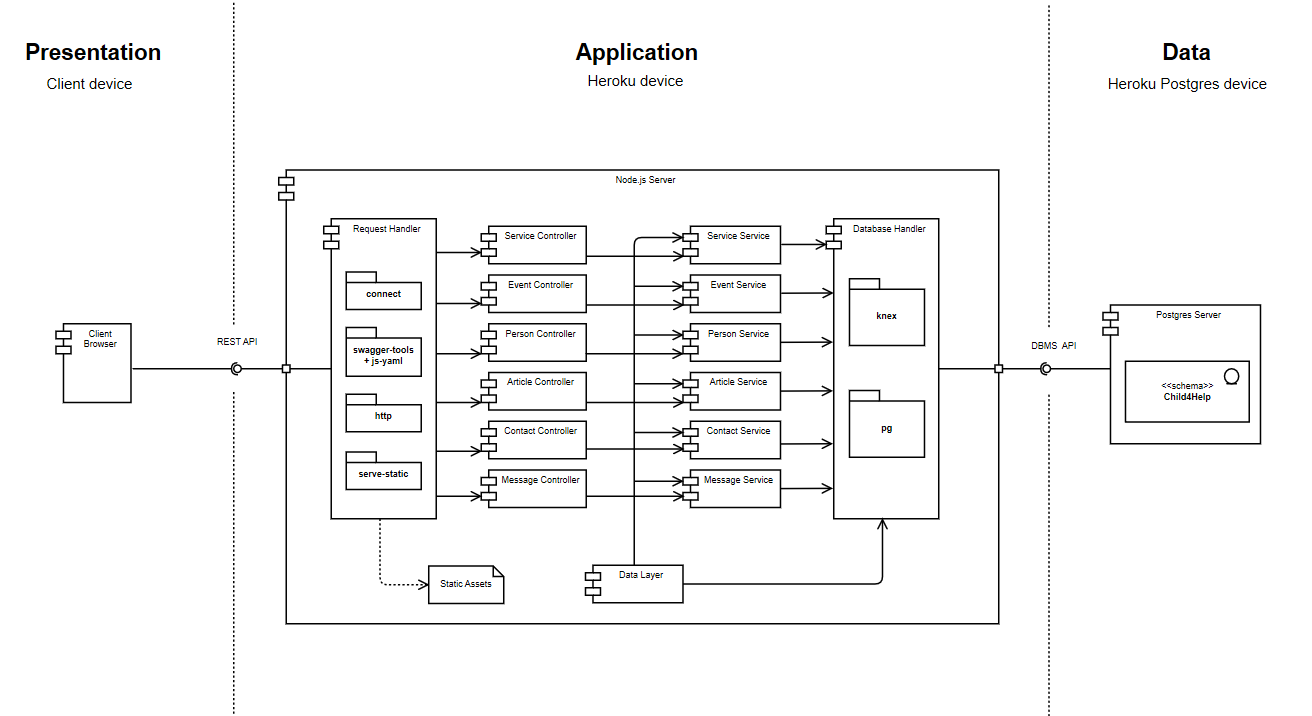 Presentation
Client device
Application
Heroku device
Data
Heroku Postgres device
Node.js Server
Request Handler
connect
swagger-tools
+ js-yaml
http
serve-static
Service Controller
Event Controller
Person Controller
Article Controller
Contact Controller
Message Controller
Service Service
Event Service
Person Service
Article Service
Contact Service
Message Service
Database Handler
knex
pg
Client
Browser
REST API
DBMS API
Postgres Server
<<schema>>
Child4Help
Static Assets
Data Layer